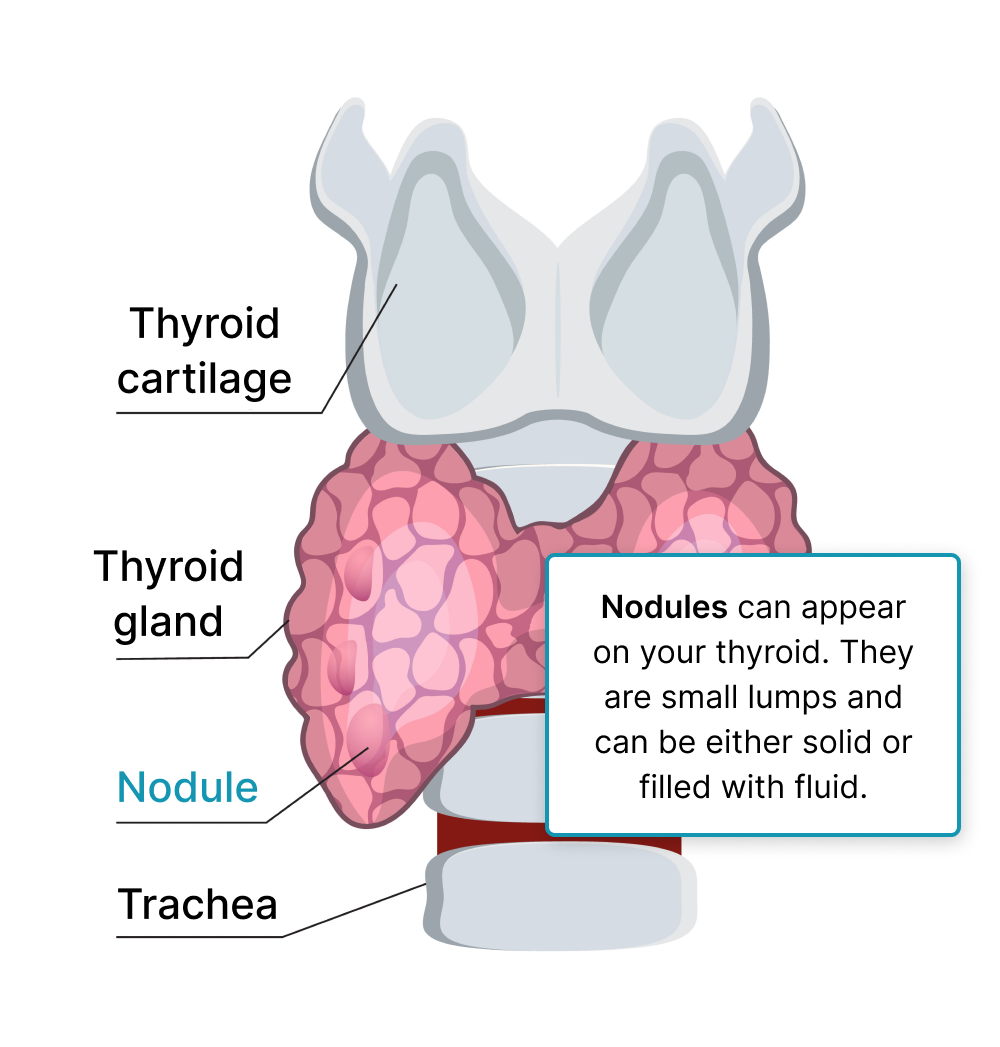 Thyroid
cartilage
Thyroid
gland
Nodules can appear
on your thyroid. They
are small lumps and
can be either solid or
filled with fluid.
Nodule
Trachea